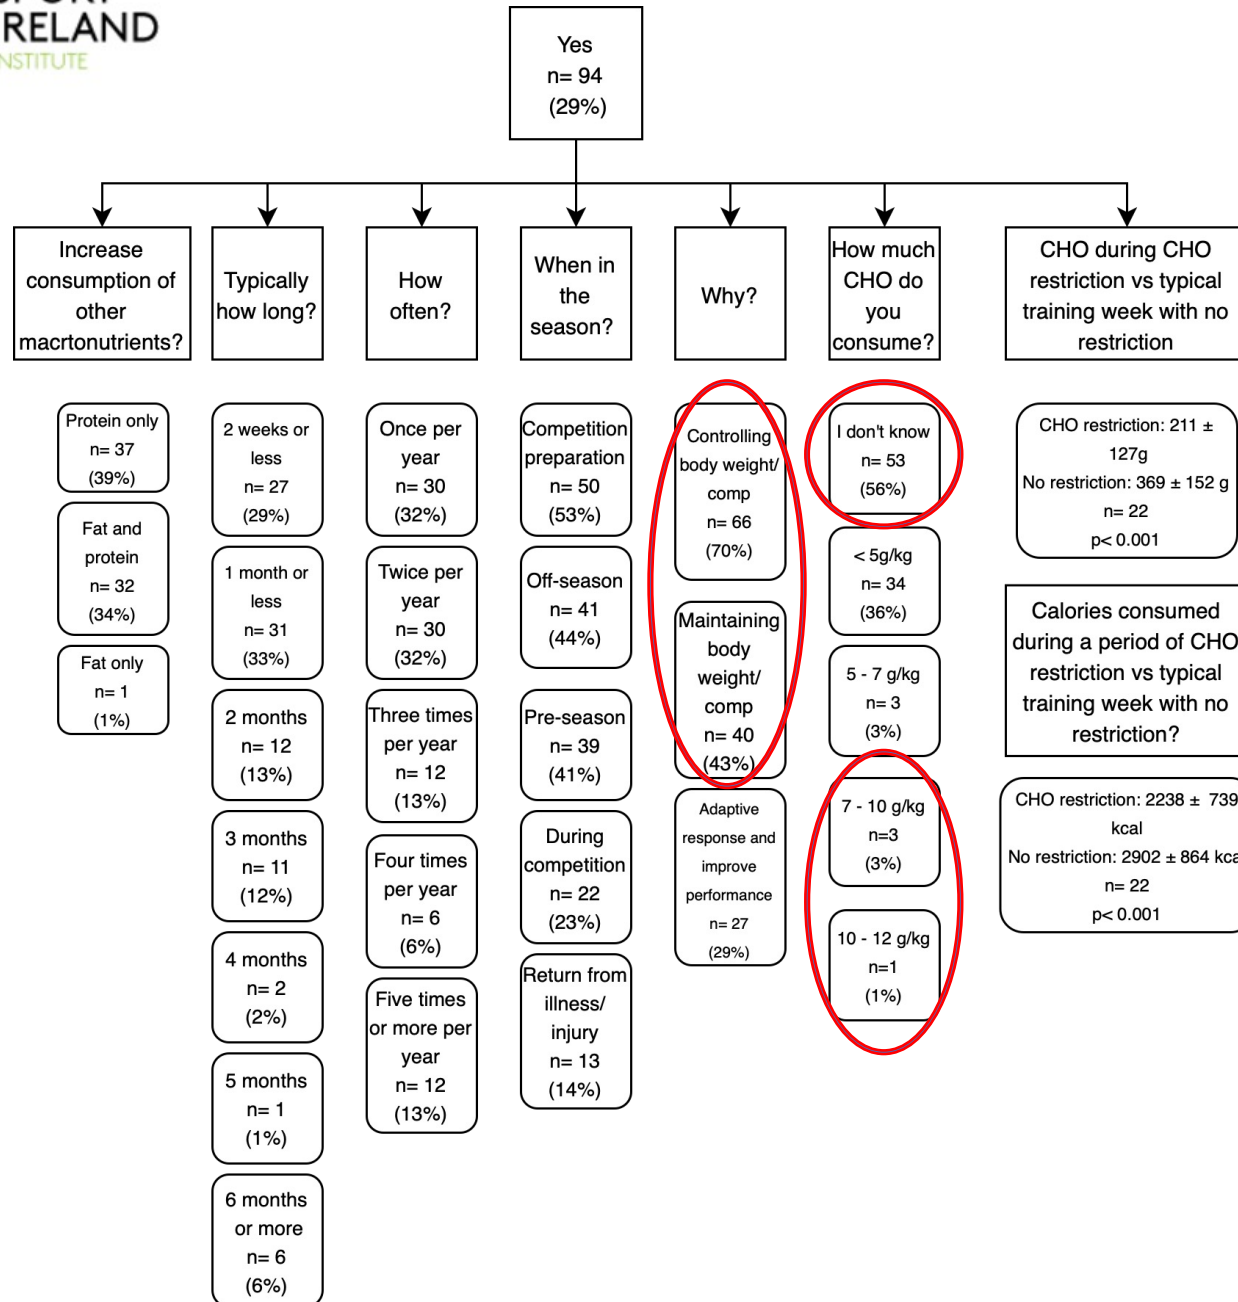 IRELAND
INSTITUTE
Yes
n= 94
(29%)
Increase
consumption of
other
macrtonutrients?
Typically
how long?
How
often?
When in
the
season?
Why?
How much
CHO do
you
consume?
CHO during CHO
restriction vs typical
training week with no
restriction
Protein only
n= 37
(39%)
Fat and
protein
n= 32
(34%)
Fat only
n= 1
(1%)
2 weeks or
less
n= 27
(29%)
1 month or
less
n= 31
(33%)
2 months
n= 12
(13%)
3 months
n= 11
(12%)
4 months
n= 2
(2%)
5 months
n= 1
(1%)
6 months
or more
n= 6
(6%)
Once per
year
n= 30
(32%)
Twice per
year
n= 30
(32%)
Three times
per year
n= 12
(13%)
Four times
per year
n= 6
(6%)
Five times
or more per
year
n= 12
(13%)
Competition
preparation
n= 50
(53%)
Off-season
n= 41
(44%)
Pre-season
n= 39
(41%)
During
competition
n= 22
(23%)
Return from
illness/
injury
n= 13
(14%)
Controlling
body weight/
comp
n= 66
(70%)
Maintaining
body
weight/
comp
n= 40
(43%)
Adaptive
response and
improve
performance
n= 27
(29%)
I don't know
n= 53
(56%)
< 5g/kg
n= 34
(36%)
5 - 7 g/kg
n= 3
(3%)
7 - 10 g/kg
n=3
(3%)
10 - 12 g/kg
n=1
(1%)
CHO restriction: 211 ±
127g
No restriction: 369 ± 152 g
n= 22
p< 0.001
Calories consumed
during a period of CHO
restriction vs typical
training week with no
restriction?
CHO restriction: 2238 ± 739
kcal
No restriction: 2902 ± 864 kca
n= 22
p< 0.001